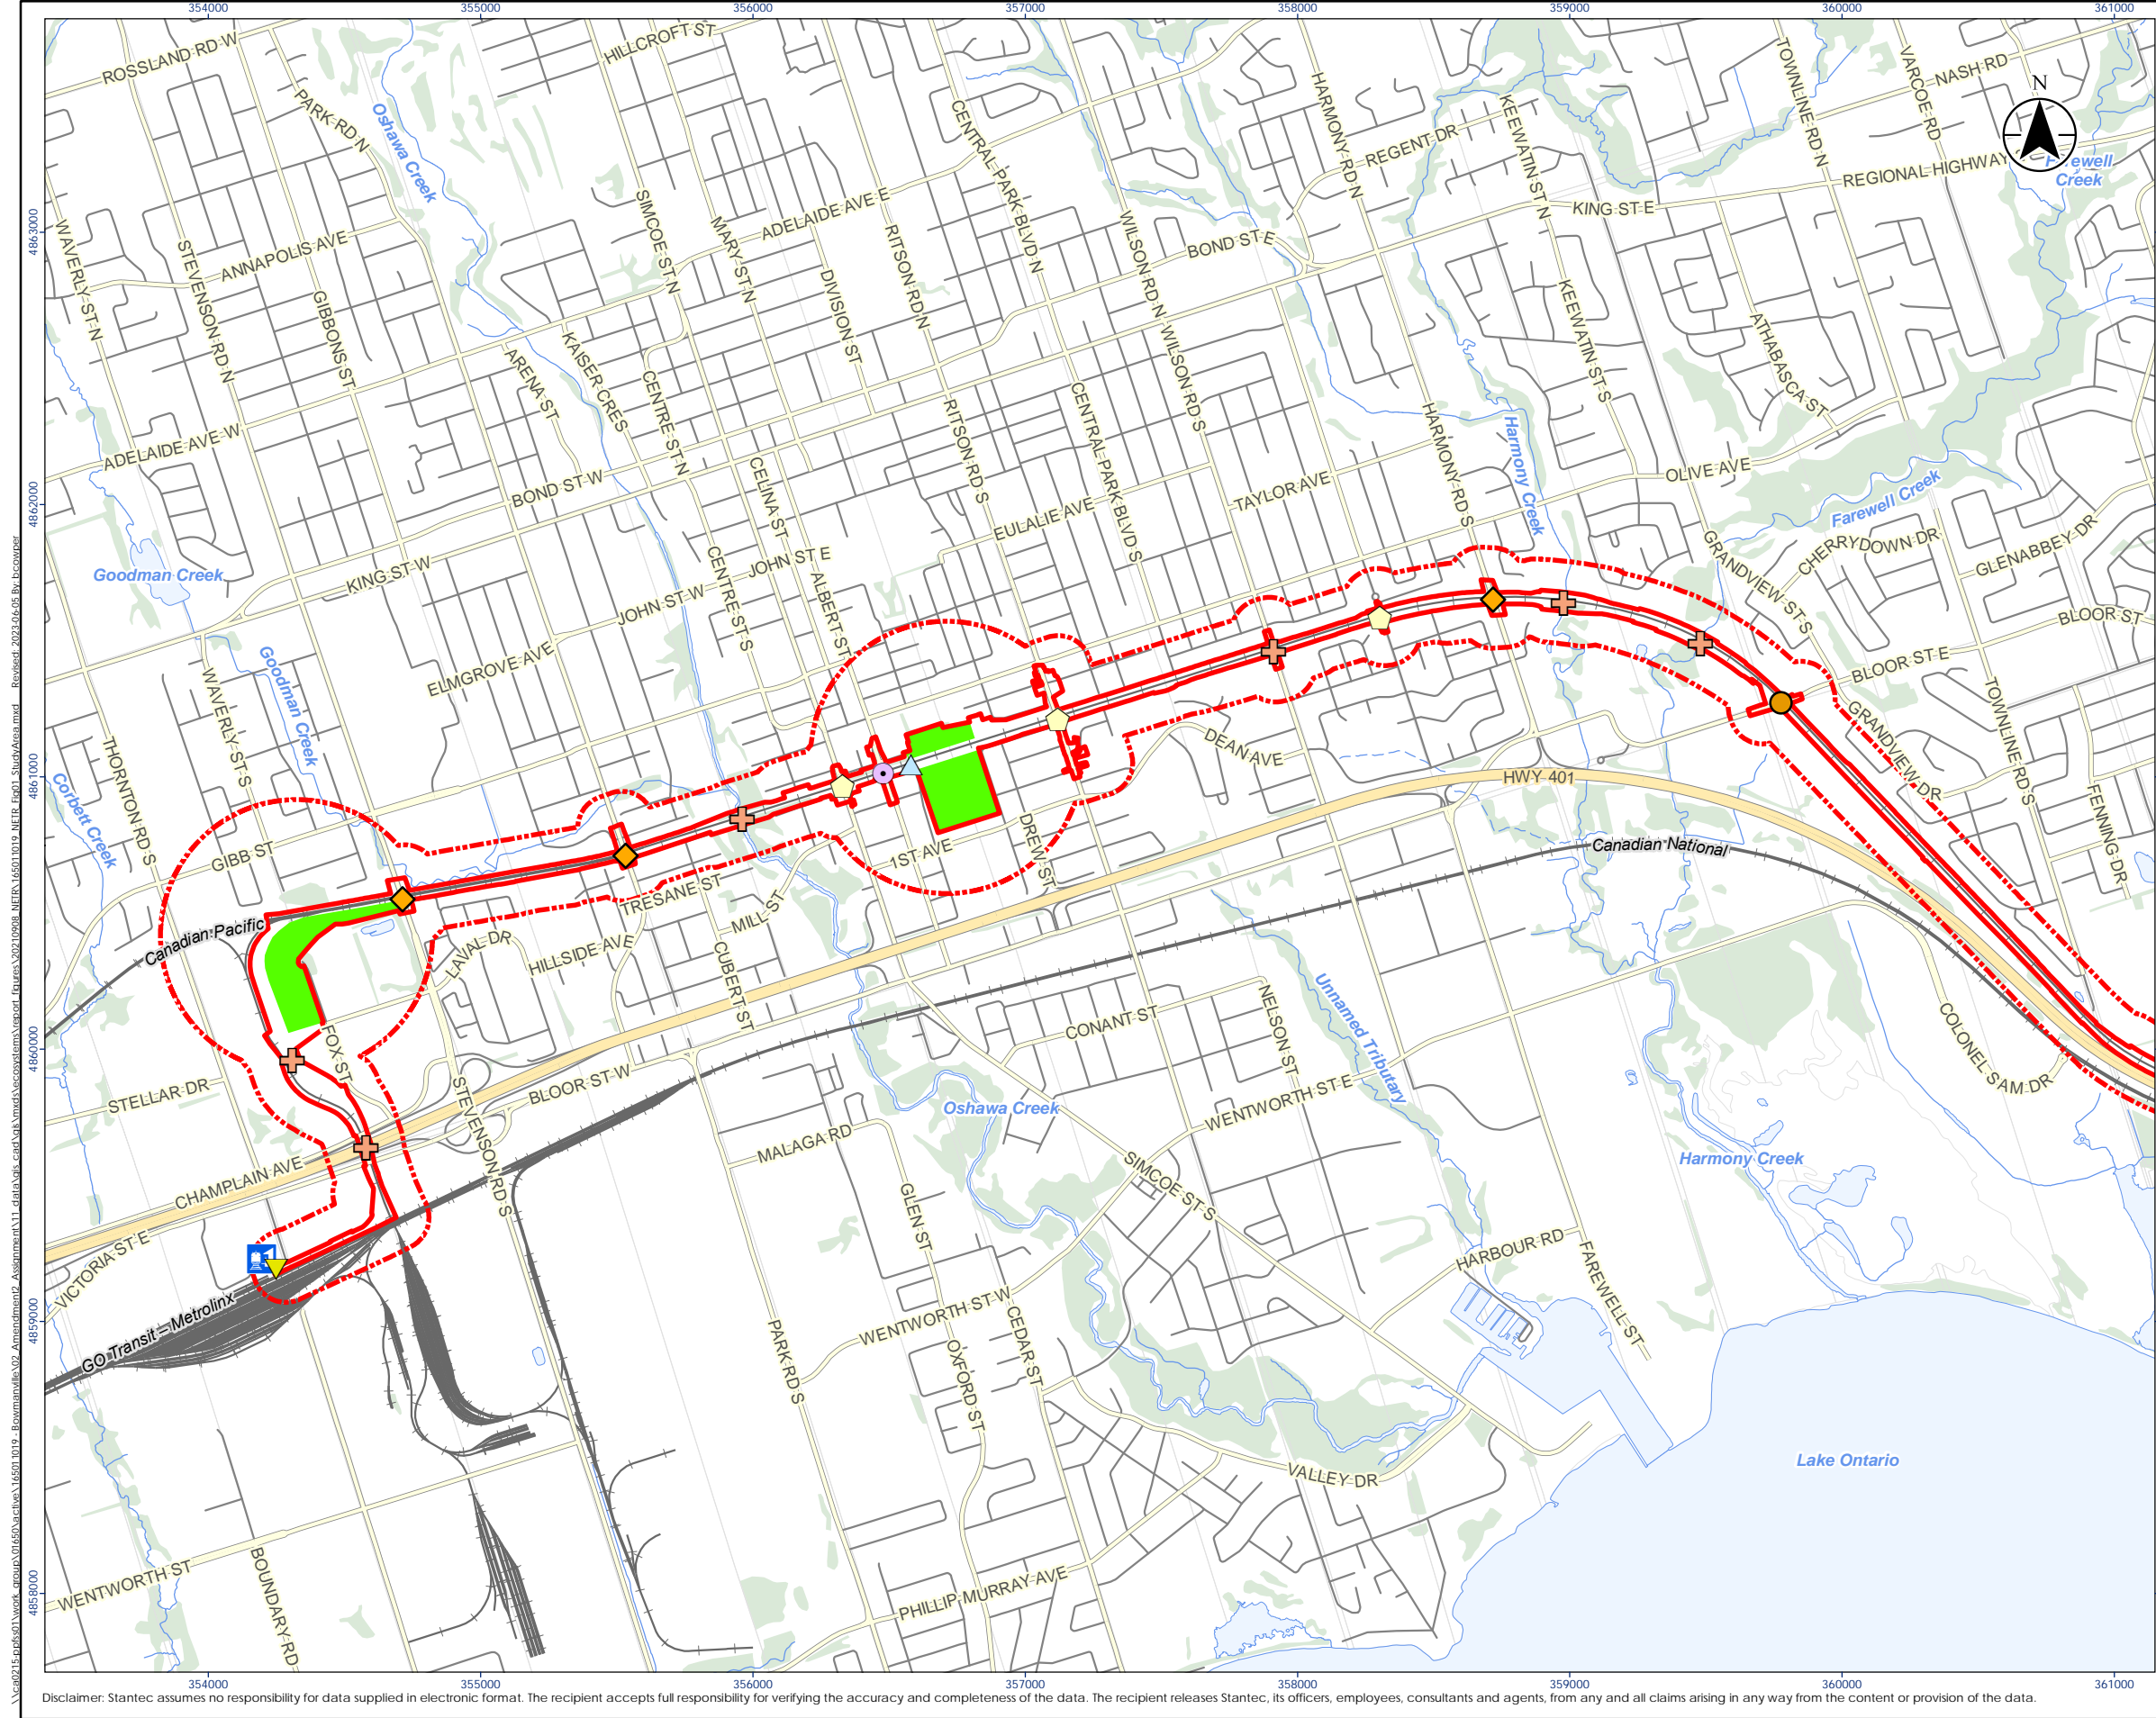 354000
355000
356000
357000
358000
359000
360000
361000
ROSSLAND RD W
HILLCROFT ST
PARK RD N
Oshawa Creek
CENTRAL PARK BLVD N
HARMONY RD N
REGENT DR
KEEWATIN ST N
TOWNLINE RD N
VARCOE RD
NASH RD
N
REGIONAL HIGHWAY
Farewell
Creek
KING ST E
4863000
WAVERLY ST N
STEVENSON RD N
ANNAPOLIS AVE
GIBBONS ST
SIMCOE ST N
MARY ST N
ADELAIDE AVE E
DIVISION ST
RITSON RD N
WILSON RD N
BOND ST E
KEEWATIN ST S
ATHABASCA ST
ARENA ST
KAISER CRES
CENTRE ST N
WILSON RD S
ADELAIDE AVE W
BOND ST W
CELINA ST
RITSON RD S
CENTRAL PARK BLVD S
EULALIE AVE
TAYLOR AVE
HARMONY RD S
Harmony Creek
OLIVE AVE
Farewell Creek
4862000
Goodman Creek
KING ST W
JOHN ST W
JOHN ST E
CENTRE ST S
ALBERT ST
GRANDVIEW ST S
CHERRYDOWN DR
GLENABBEY DR
BLOOR ST
ELMGROVE AVE
Goodman Creek
WAVERLY ST S
BLOOR ST E
TOWNLINE RD S
GRANDVIEW DR
FENNING DR
4861000
Corbett Creek
THORNTON RD S
GIBB ST
DEAN AVE
HWY 401
Canadian National
1ST AVE
DREW ST
TRESANE ST
MILL ST
Canadian Pacific
LAVAL DR
HILLSIDE AVE
CUBERT ST
NELSON ST
CONANT ST
Unnamed Tributary
COLONEL SAM DR
4860000
FOX ST
STELLAR DR
STEVENSON RD S
BLOOR ST W
Oshawa Creek
WENTWORTH ST E
MALAGA RD
SIMCOE ST S
Harmony Creek
CHAMPLAIN AVE
VICTORIA ST E
GLEN ST
HARBOUR RD
FAREWELL ST
4859000
GO Transit – Metrolinx
PARK RD S
WENTWORTH ST W
CEDAR ST
OXFORD ST
VALLEY DR
Lake Ontario
4858000
WENTWORTH ST
BOUNDARY RD
PHILLIP MURRAY AVE
354000
355000
356000
357000
358000
359000
360000
361000
Disclaimer: Stantec assumes no responsibility for data supplied in electronic format. The recipient accepts full responsibility for verifying the accuracy and completeness of the data. The recipient releases Stantec, its officers, employees, consultants and agents, from any and all claims arising in any way from the content or provision of the data.
Revised: 2023-06-05 By: bcowper